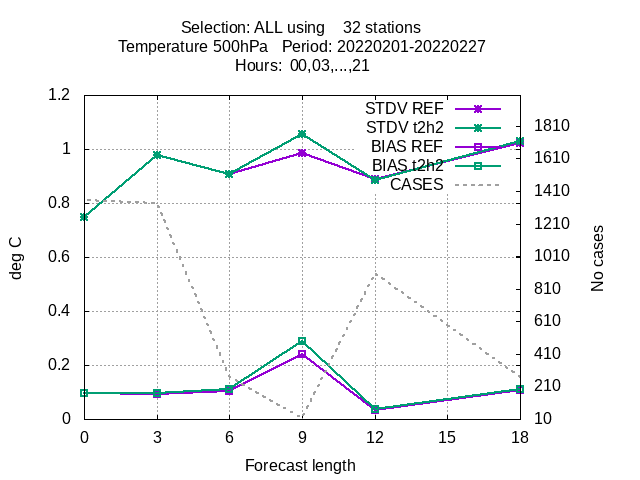 Selection: ALL using    32 stations
Temperature 500hPa   Period: 20220201-20220227
Hours: 00,03,...,21
STDV REF
STDV t2h2
BIAS REF
BIAS t2h2
CASES
1.2
1
0.8
0.6
0.4
0.2
0
deg C
1810
1610
1410
1210
1010
810
610
410
210
10
No cases
0 3 6 9 12 15 18
Forecast length